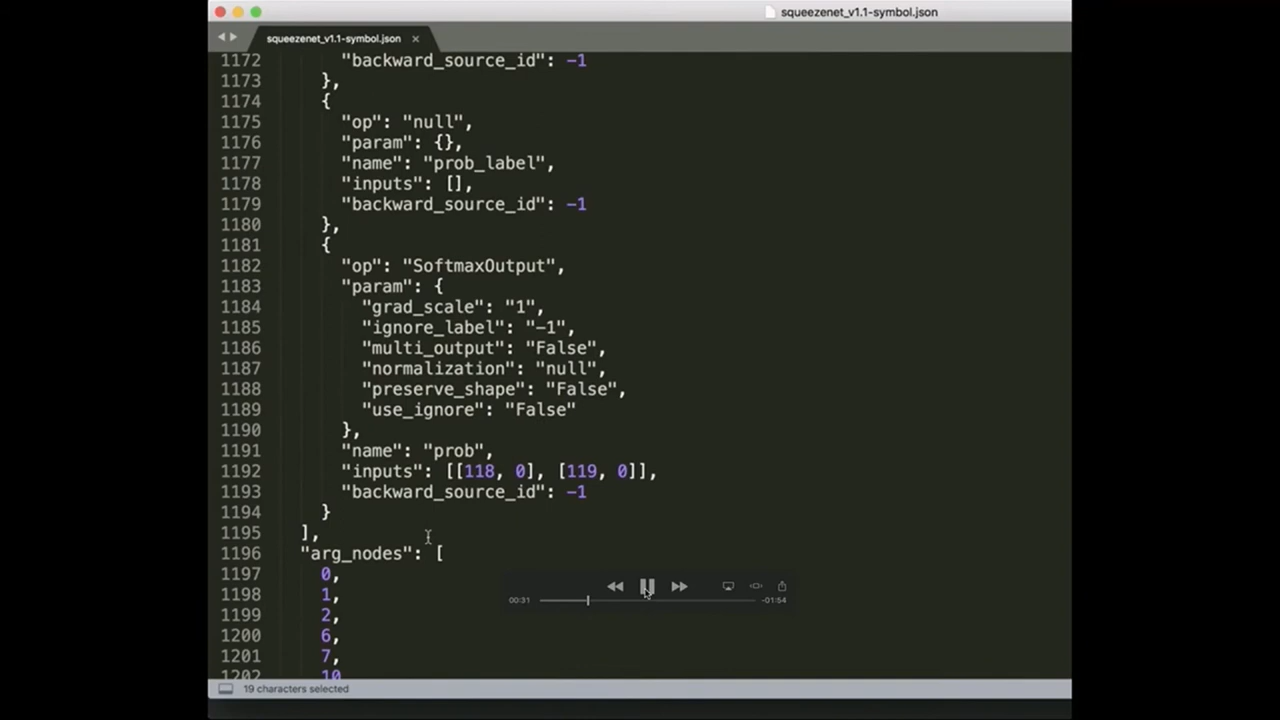 squeezenet_v1.1-symbol.json
squeezenet_v1.1-symbol.json ×
1172 "backward_source_id": -1
1173 },
1174 {
1175 "op": "null",
1176 "param": {},
1177 "name": "prob_label",
1178 "inputs": [],
1179 "backward_source_id": -1
1180 },
1181 {
1182 "op": "SoftmaxOutput",
1183 "param": {
1184 "grad_scale": "1",
1185 "ignore_label": "-1",
1186 "multi_output": "False",
1187 "normalization": "null",
1188 "preserve_shape": "False",
1189 "use_ignore": "False"
1190 },
1191 "name": "prob",
1192 "inputs": [[118, 0], [119, 0]],
1193 "backward_source_id": -1
1194 }
1195 ],
1196 "arg_nodes": [
1197 0,
1198 1,
1199 2,
1200 6,
1201 7,
1202 10
00:31 -01:54
19 characters selected